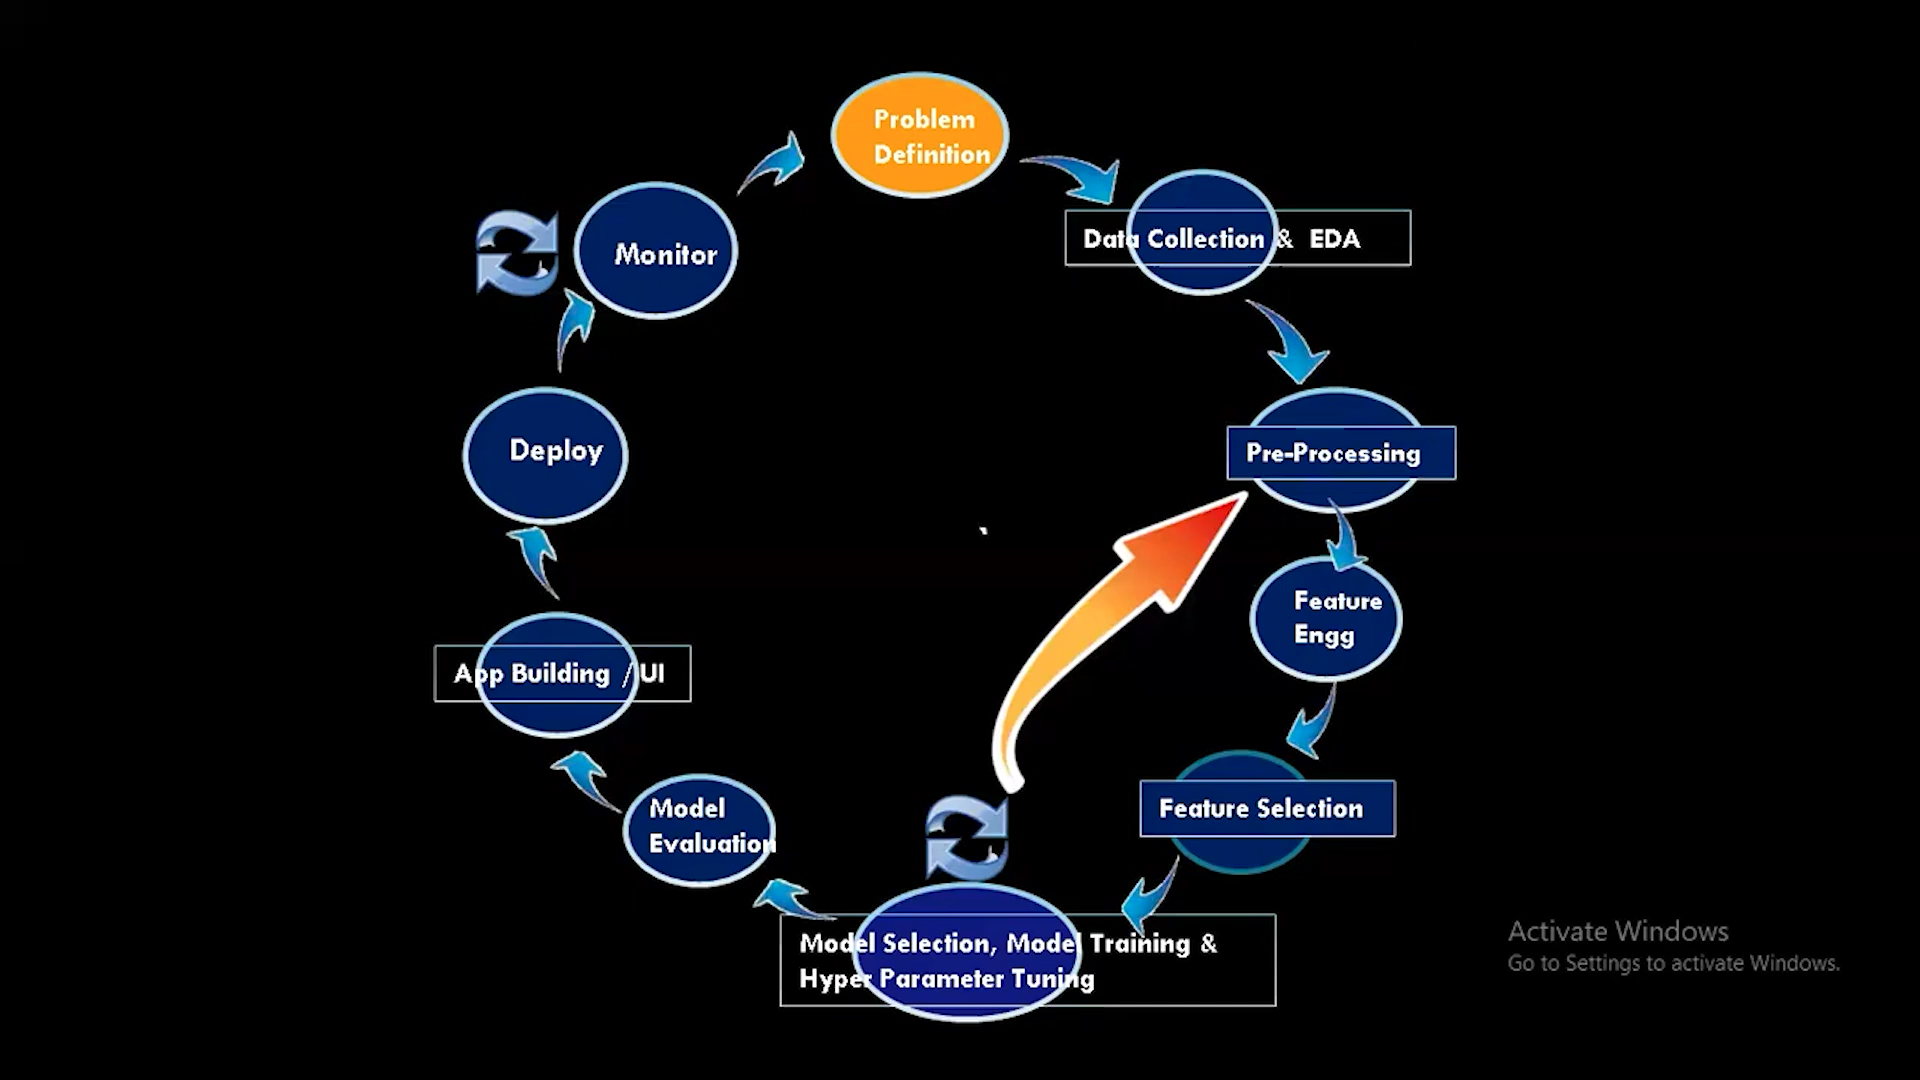 Problem
Definition
Data Collection & EDA
Pre-Processing
Feature
Engg
Feature Selection
Model Selection, Model Training &
Hyper Parameter Tuning
Model
Evaluation
App Building / UI
Deploy
Monitor
Activate Windows
Go to Settings to activate Windows.